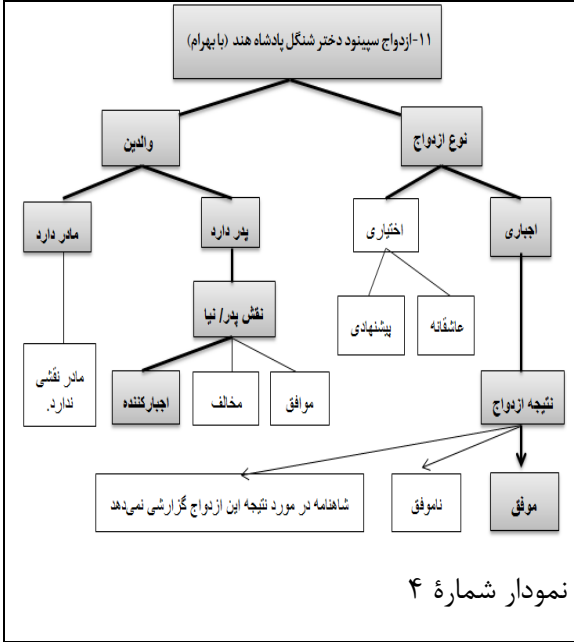 ۱۱-ازدواج سپینود دختر شنگل پادشاه هند (با بهرام)
نوع ازدواج
والدین
اجباری
اختیاری
پدر دارد
مادر دارد
نقش پدر/ نیا
عاشقانه
پیشنهادی
موافق
مخالف
اجبارکننده
مادر نقشی
ندارد.
نتیجه ازدواج
موفق
ناموفق
شاهنامه در مورد نتیجه این ازدواج گزارشی نمی‌دهد
نمودار شمارۀ ۴